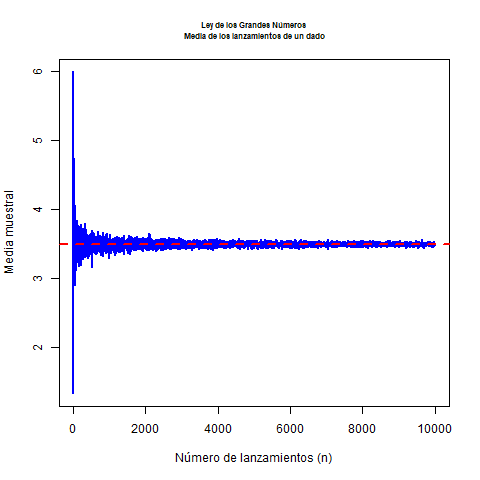 Ley de los Grandes Números
Media de los lanzamientos de un dado
6
5
4
3
2
Media muestral
0 2000 4000 6000 8000 10000
Número de lanzamientos (n)